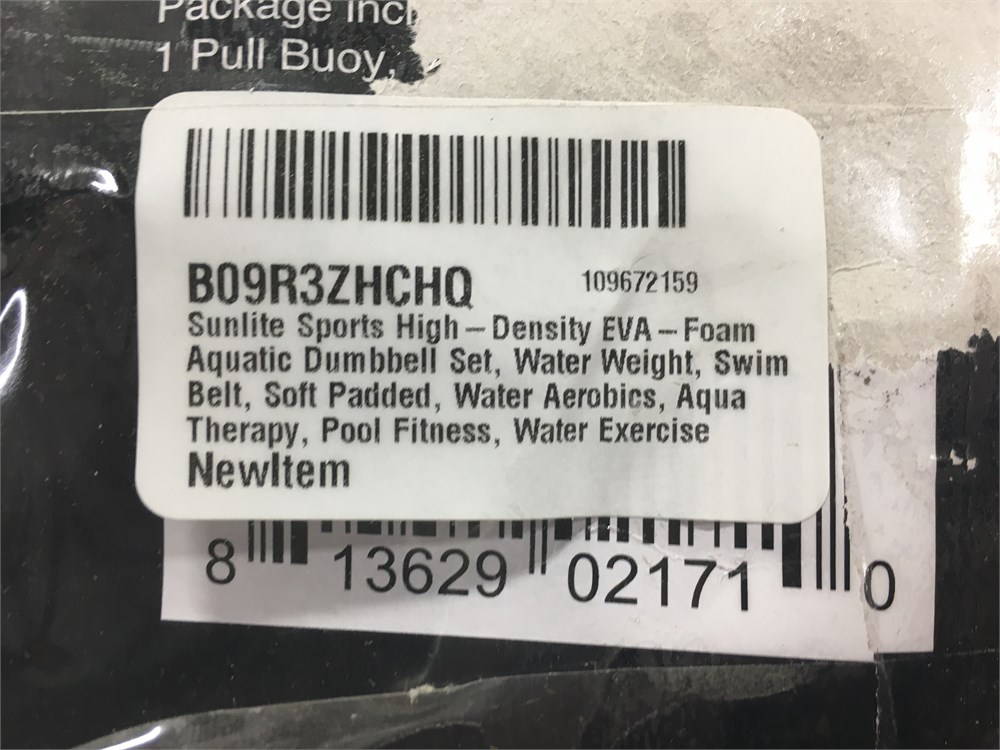 Package Incl
1 Pull Buoy,
B09R3ZHCHQ 109672159
Sunlite Sports High–Density EVA–Foam
Aquatic Dumbbell Set, Water Weight, Swim
Belt, Soft Padded, Water Aerobics, Aqua
Therapy, Pool Fitness, Water Exercise
NewItem
8 13629 02171 0